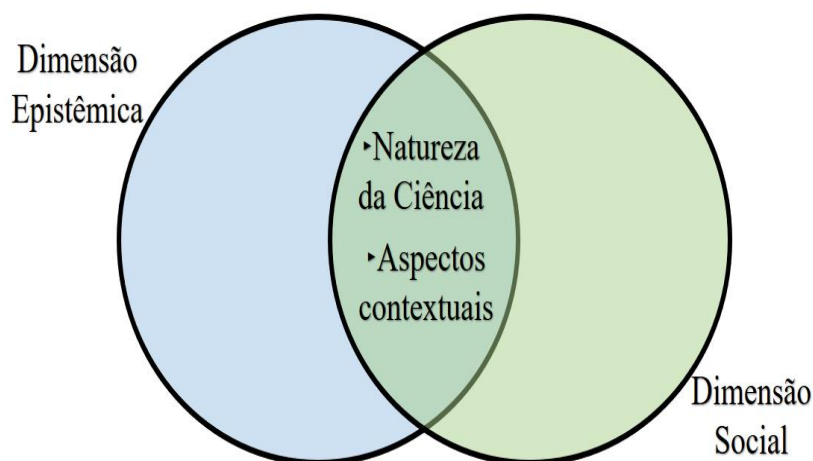 Dimensão
Epistêmica
‣Natureza
da Ciência
‣Aspectos
contextuais
Dimensão
Social